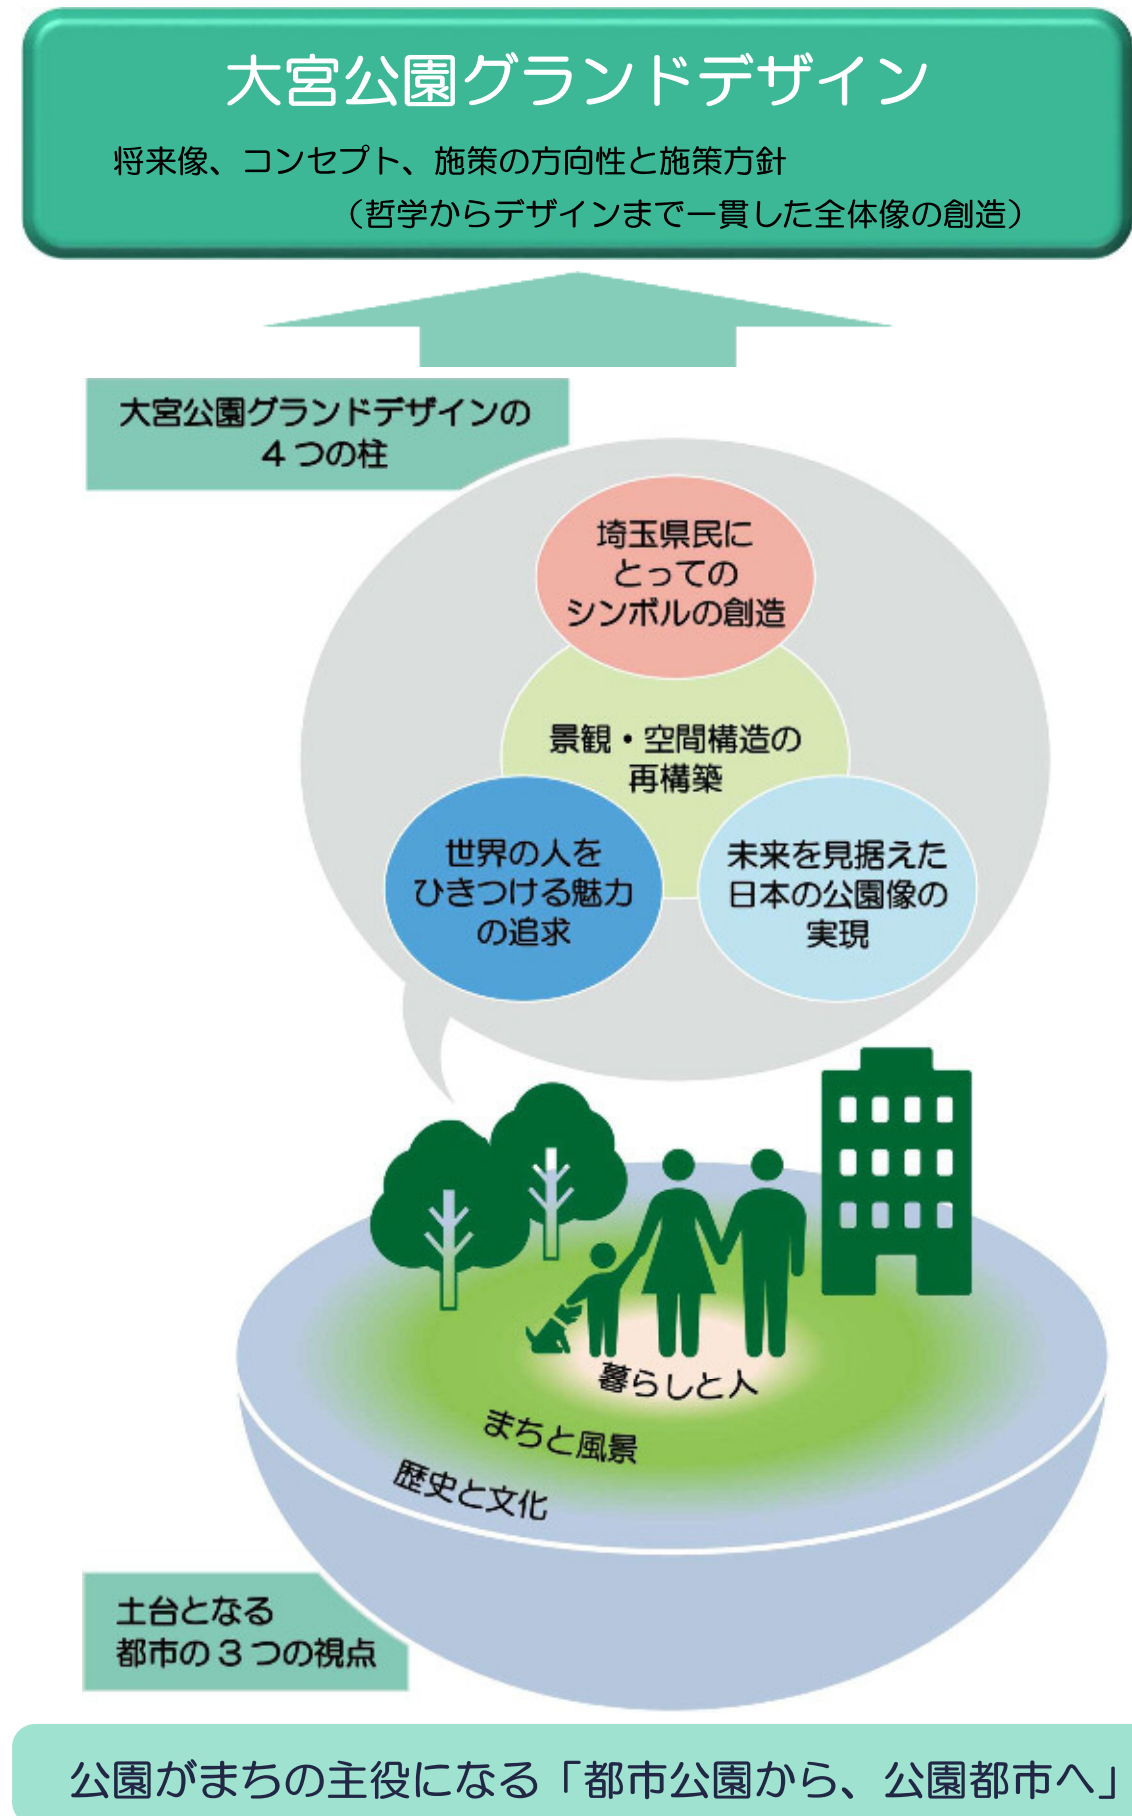 大宮公園グランドデザイン
将来像、コンセプト、施策の方向性と施策方針
（哲学からデザインまで一貫した全体像の創造）
大宮公園グランドデザインの
4つの柱
埼玉県民に
とっての
シンボルの創造
景観・空間構造の
再構築
世界の人を
ひきつける魅力
の追求
未来を見据えた
日本の公園像の
実現
暮らしと人
まちと風景
歴史と文化
土台となる
都市の3つの視点
公園がまちの主役になる「都市公園から、公園都市へ」